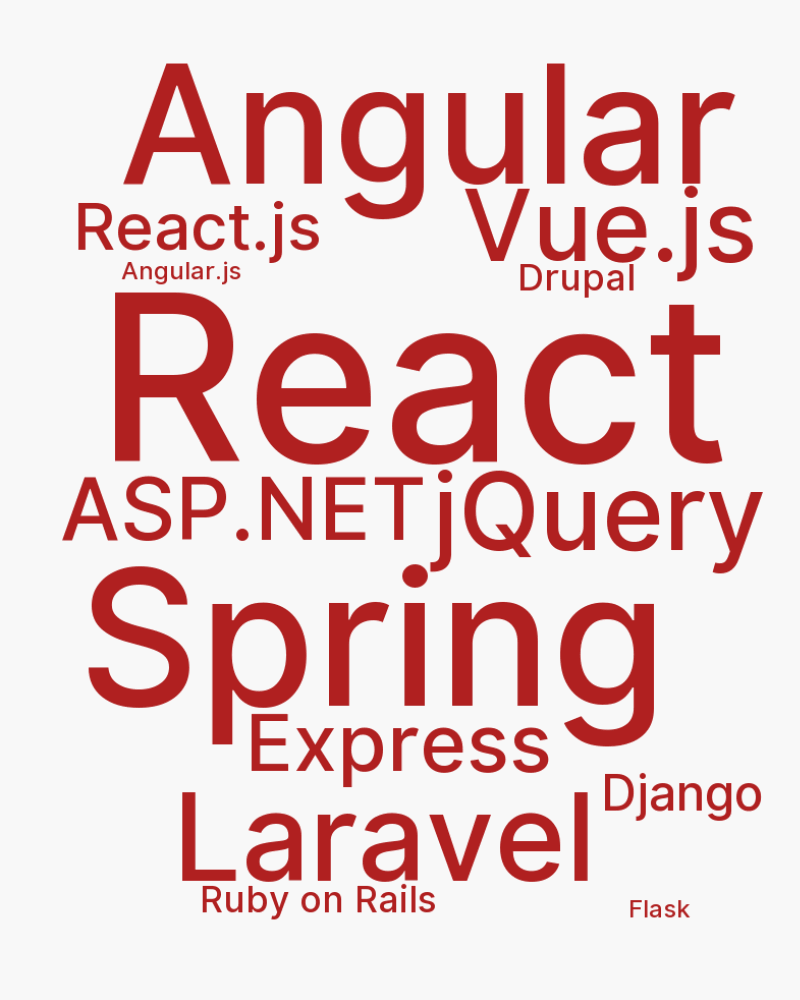 Angular
React.js Vue.js
Angular.js Drupal
React
ASP.NET jQuery
Spring
Express
Django
Laravel
Ruby on Rails
Flask